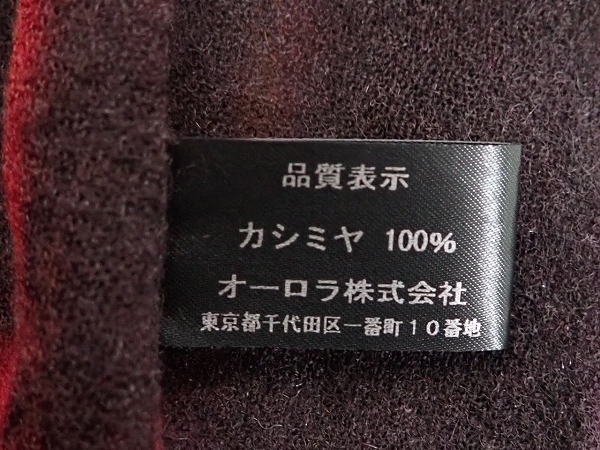 品質表示
カシミヤ 100%
オーロラ株式会社
東京都千代田区一番町10番地